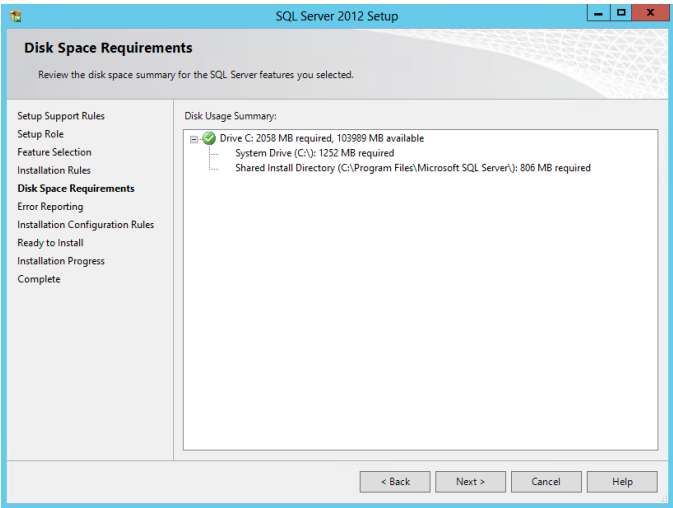 SQL Server 2012 Setup
Disk Space Requirements
Review the disk space summary for the SQL Server features you selected.
Setup Support Rules
Setup Role
Feature Selection
Installation Rules
Disk Space Requirements
Error Reporting
Installation Configuration Rules
Ready to Install
Installation Progress
Complete
Disk Usage Summary:
Drive C: 2058 MB required, 103989 MB available
System Drive (C:\): 1252 MB required
Shared Install Directory (C:\Program Files\Microsoft SQL Server\): 806 MB required
< Back
Next >
Cancel
Help